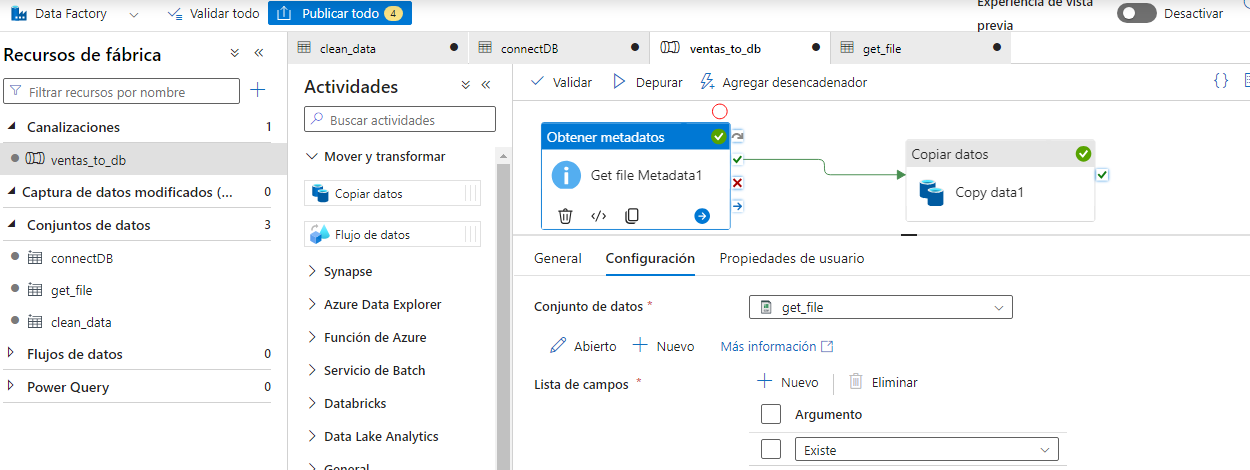 Data Factory
Validar todo
Publicar todo 4
Experiencia de vista
previa
Desactivar
Recursos de fábrica
Filtrar recursos por nombre
Canalizaciones 1
ventas_to_db
Captura de datos modificados (... 0
Conjuntos de datos 3
connectDB
get_file
clean_data
Flujos de datos 0
Power Query 0
clean_data
connectDB
ventas_to_db
get_file
Actividades
Buscar actividades
Mover y transformar
Copiar datos
Flujo de datos
Synapse
Azure Data Explorer
Función de Azure
Servicio de Batch
Databricks
Data Lake Analytics
General
Validar
Depurar
Agregar desencadenador
{}
Obtener metadatos
Get file Metadata1
Copiar datos
Copy data1
General
Configuración
Propiedades de usuario
Conjunto de datos *
get_file
Abierto
Nuevo
Más información
Lista de campos *
Nuevo
Eliminar
Argumento
Existe